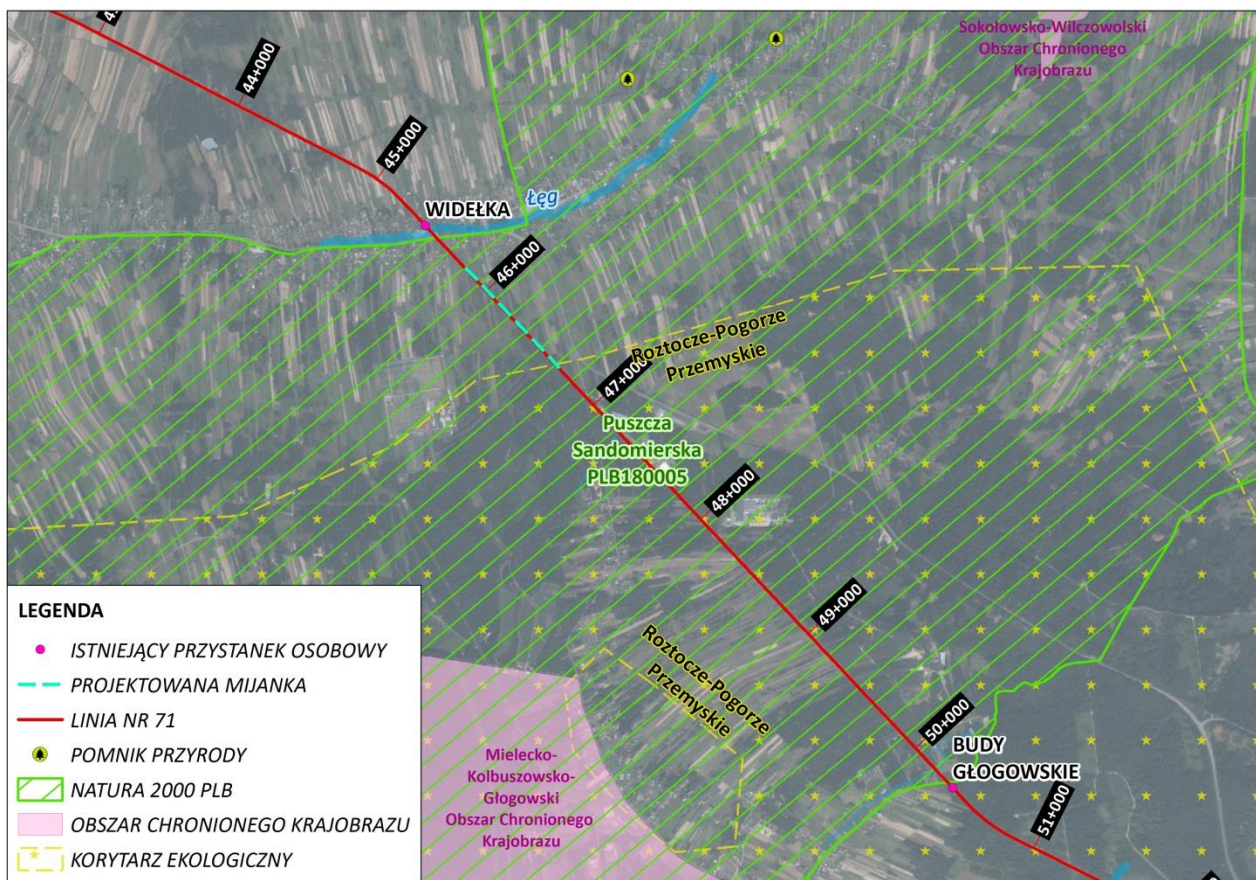 Sokołowsko-Wilczowolski
Obszar Chronionego
Krajobrazu
44+000
45+000
WIDEŁKA
Łęg
46+000
Roztocze-Pogorze
Przemyskie
47+000
Puszcza
Sandomierska
PLB180005
48+000
49+000
Roztocze-Pogorze
Przemyskie
50+000
BUDY
GŁOGOWSKIE
51+000
Mielecko-
Kolbuszowsko-
Głogowski
Obszar Chronionego
Krajobrazu
LEGENDA
ISTNIEJĄCY PRZYSTANEK OSOBOWY
PROJEKTOWANA MIJANKA
LINIA NR 71
POMNIK PRZYRODY
NATURA 2000 PLB
OBSZAR CHRONIONEGO KRAJOBRAZU
KORYTARZ EKOLOGICZNY